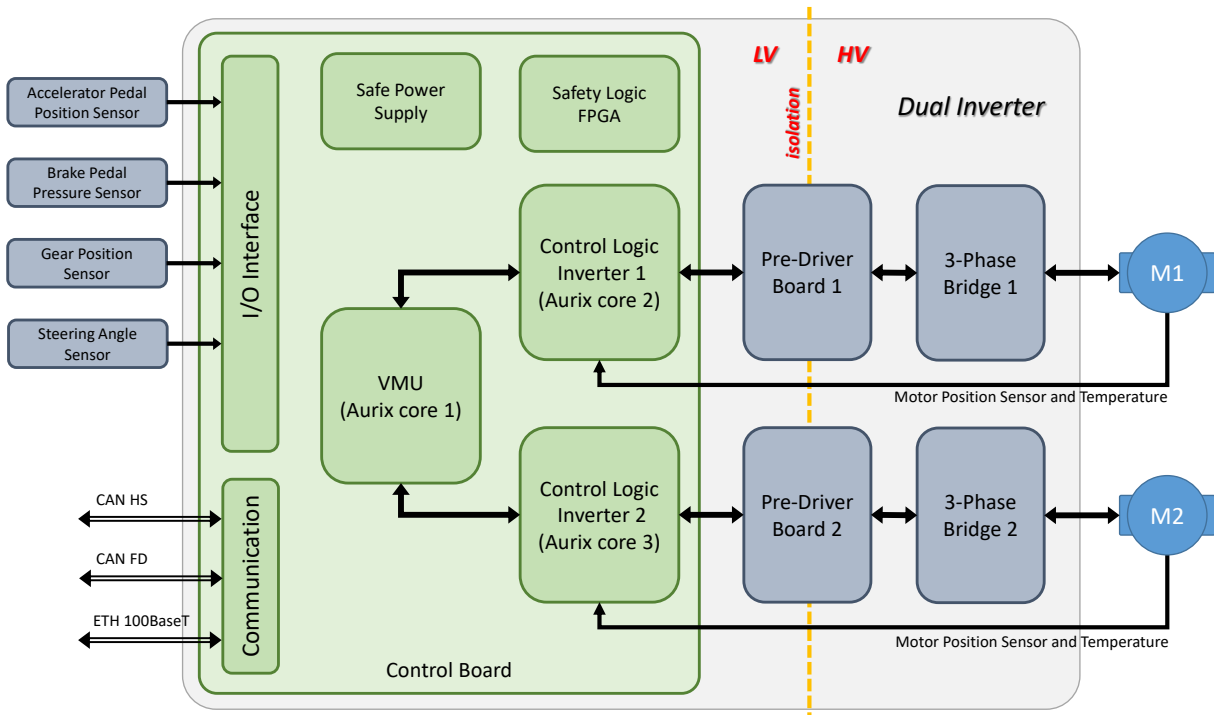 Accelerator Pedal
Position Sensor
Brake Pedal
Pressure Sensor
Gear Position
Sensor
Steering Angle
Sensor
CAN HS
CAN FD
ETH 100BaseT
I/O Interface
Communication
Safe Power
Supply
Safety Logic
FPGA
VMU
(Aurix core 1)
Control Logic
Inverter 1
(Aurix core 2)
Control Logic
Inverter 2
(Aurix core 3)
Control Board
LV
HV
isolation
Dual Inverter
Pre-Driver
Board 1
3-Phase
Bridge 1
M1
Motor Position Sensor and Temperature
Pre-Driver
Board 2
3-Phase
Bridge 2
M2
Motor Position Sensor and Temperature